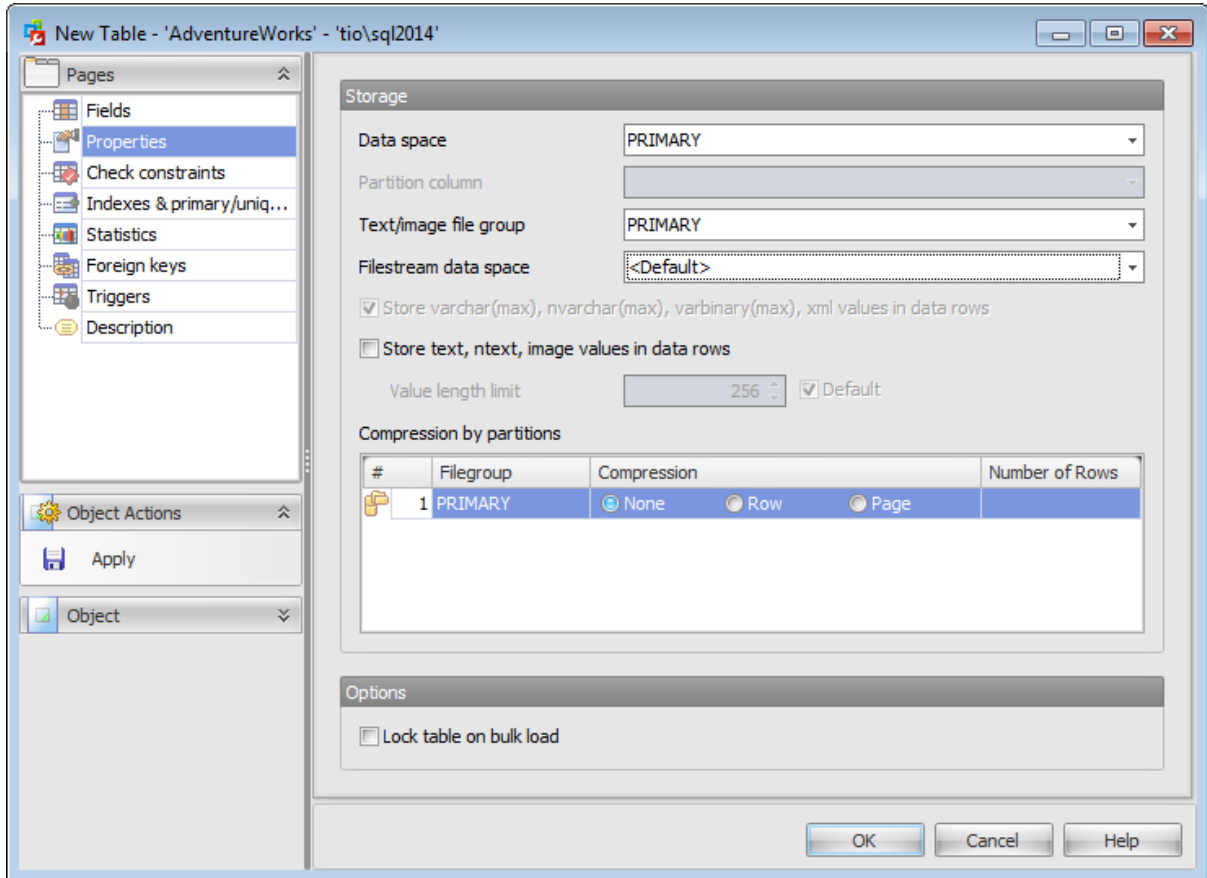 New Table - 'AdventureWorks' - 'tio\sql2014'
Pages
Fields
Properties
Check constraints
Indexes & primary/uniq...
Statistics
Foreign keys
Triggers
Description
Object Actions
Apply
Object
Storage
Data space PRIMARY
Partition column
Text/image file group PRIMARY
Filestream data space <Default>
Store varchar(max), nvarchar(max), varbinary(max), xml values in data rows
Store text, ntext, image values in data rows
Value length limit 256 Default
Compression by partitions
# Filegroup Compression Number of Rows
1 PRIMARY None Row Page
Options
Lock table on bulk load
OK Cancel Help